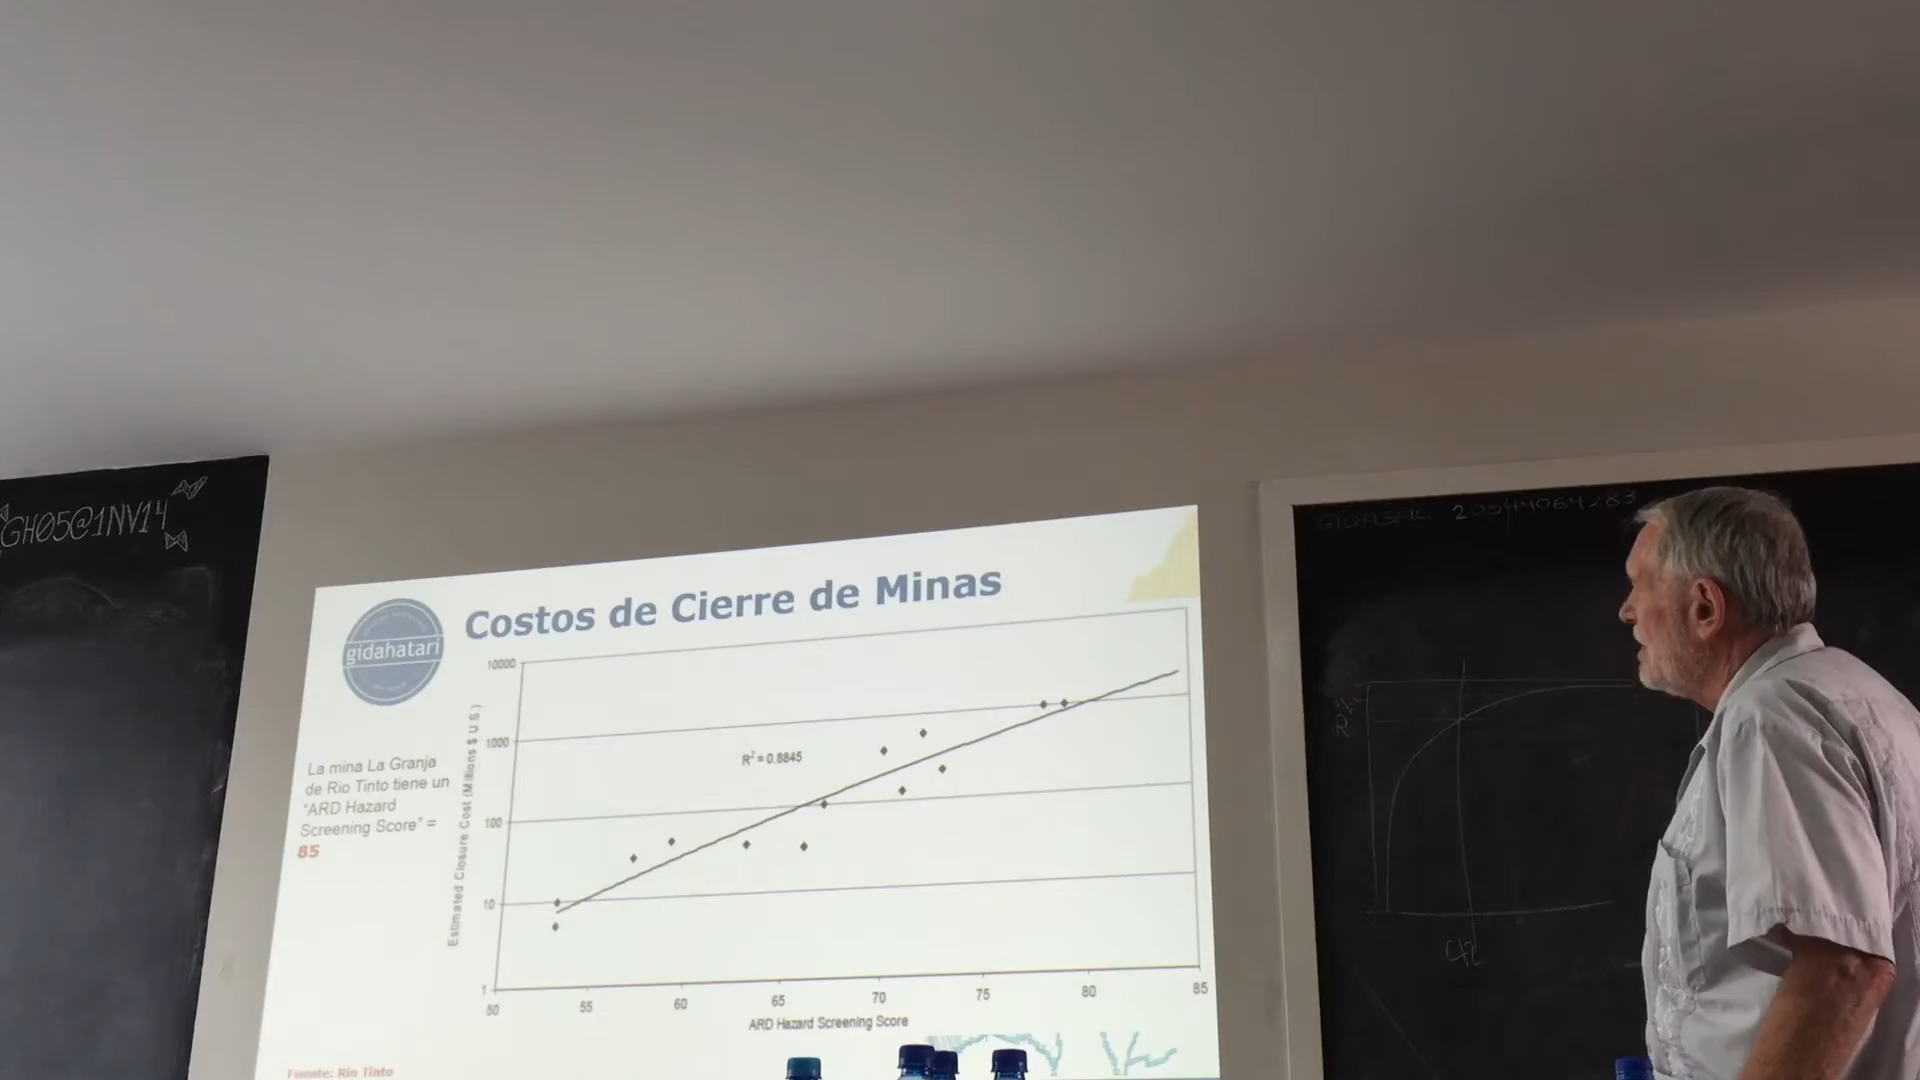 GH05@1NV14
GIDASAC 20544064283
gidahatari
Costos de Cierre de Minas
La mina La Granja
de Rio Tinto tiene un
"ARD Hazard
Screening Score" =
85
Estimated Closure Cost (Millions $ U.S.)
10000
1000
100
10
1
R² = 0.8845
50 55 60 65 70 75 80 85
ARD Hazard Screening Score
Fuente: Rio Tinto